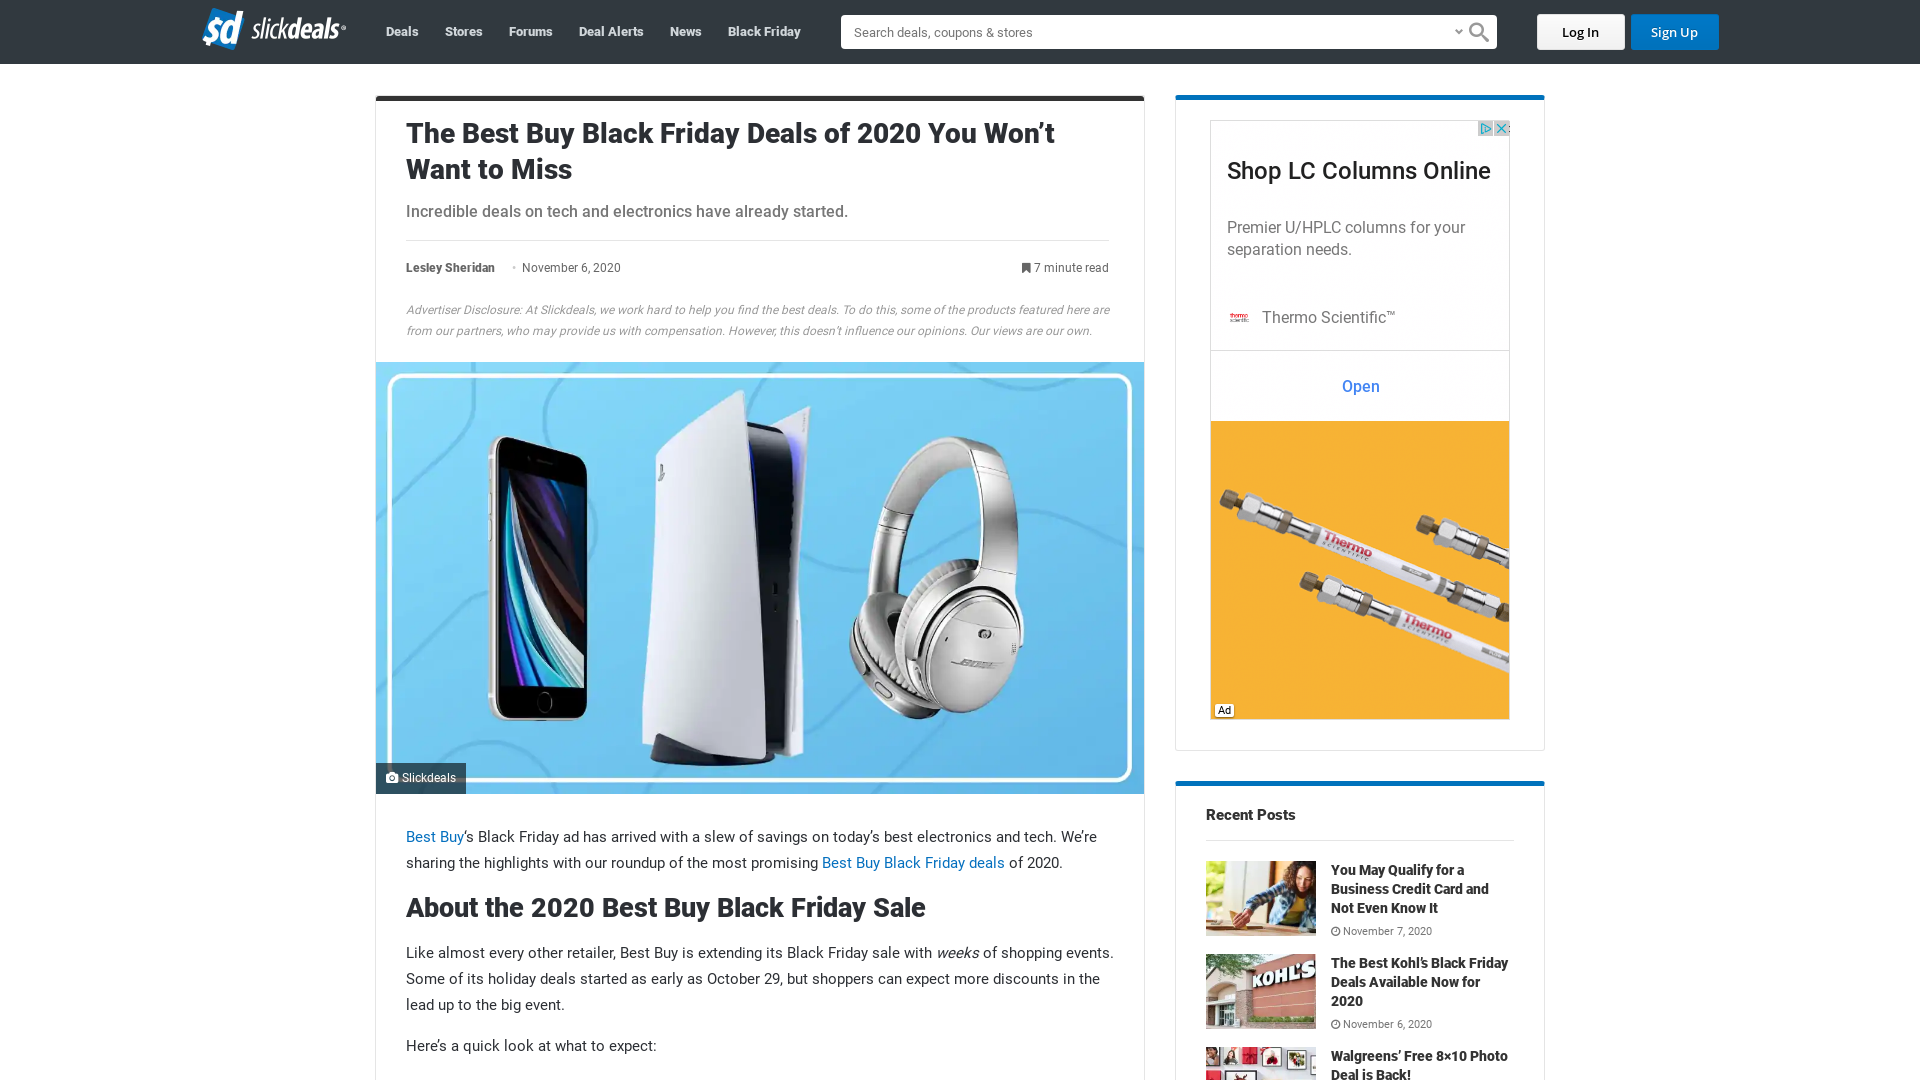 $d slickdeals®
Deals
Stores
Forums
Deal Alerts
News
Black Friday
Search deals, coupons & stores
Log In
Sign Up
The Best Buy Black Friday Deals of 2020 You Won’t
Want to Miss
Incredible deals on tech and electronics have already started.
Lesley Sheridan • November 6, 2020
7 minute read
Advertiser Disclosure: At Slickdeals, we work hard to help you find the best deals. To do this, some of the products featured here are
from our partners, who may provide us with compensation. However, this doesn’t influence our opinions. Our views are our own.
BOSE
Slickdeals
Best Buy‘s Black Friday ad has arrived with a slew of savings on today’s best electronics and tech. We’re
sharing the highlights with our roundup of the most promising Best Buy Black Friday deals of 2020.
About the 2020 Best Buy Black Friday Sale
Like almost every other retailer, Best Buy is extending its Black Friday sale with weeks of shopping events.
Some of its holiday deals started as early as October 29, but shoppers can expect more discounts in the
lead up to the big event.
Here’s a quick look at what to expect:
Shop LC Columns Online
Premier U/HPLC columns for your
separation needs.
thermo
scientific
Thermo Scientific™
Open
Thermo
SCIENTIFIC
Thermo
SCIENTIFIC
Ad
Recent Posts
You May Qualify for a
Business Credit Card and
Not Even Know It
November 7, 2020
KOHL'S
The Best Kohl’s Black Friday
Deals Available Now for
2020
November 6, 2020
Walgreens’ Free 8×10 Photo
Deal is Back!